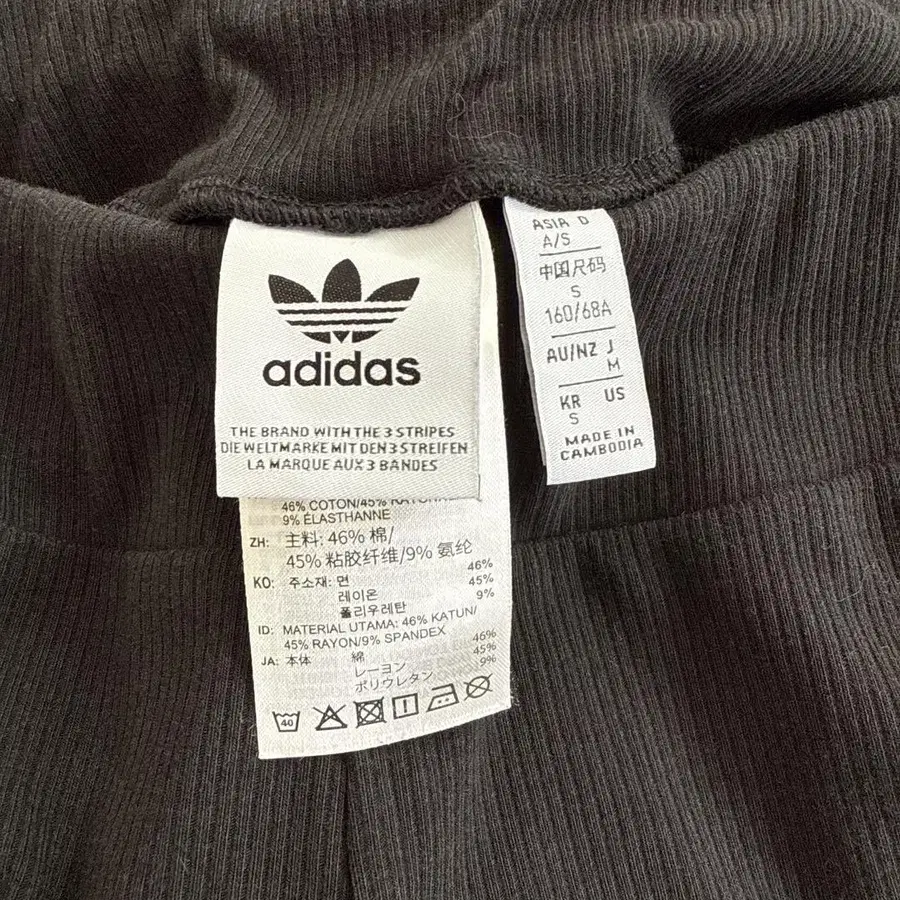 adidas
THE BRAND WITH THE 3 STRIPES
DIE WELTMARKE MIT DEN 3 STREIFEN
LA MARQUE AUX 3 BANDES
46% COTON/45%
9% ÉLASTHANNE
ZH: 主料: 46% 棉/
45% 粘胶纤维/9% 氨纶
KO: 주소재: 면 46%
레이온 45%
폴리우레탄 9%
ID: MATERIAL UTAMA: 46% KATUN/
45% RAYON/9% SPANDEX
JA: 本体 綿 46%
レーヨン 45%
ポリウレタン 9%
40
ASIA D
A/S
中国尺码
S
160/68A
AU/NZ J
M
KR US
S
MADE IN
CAMBODIA